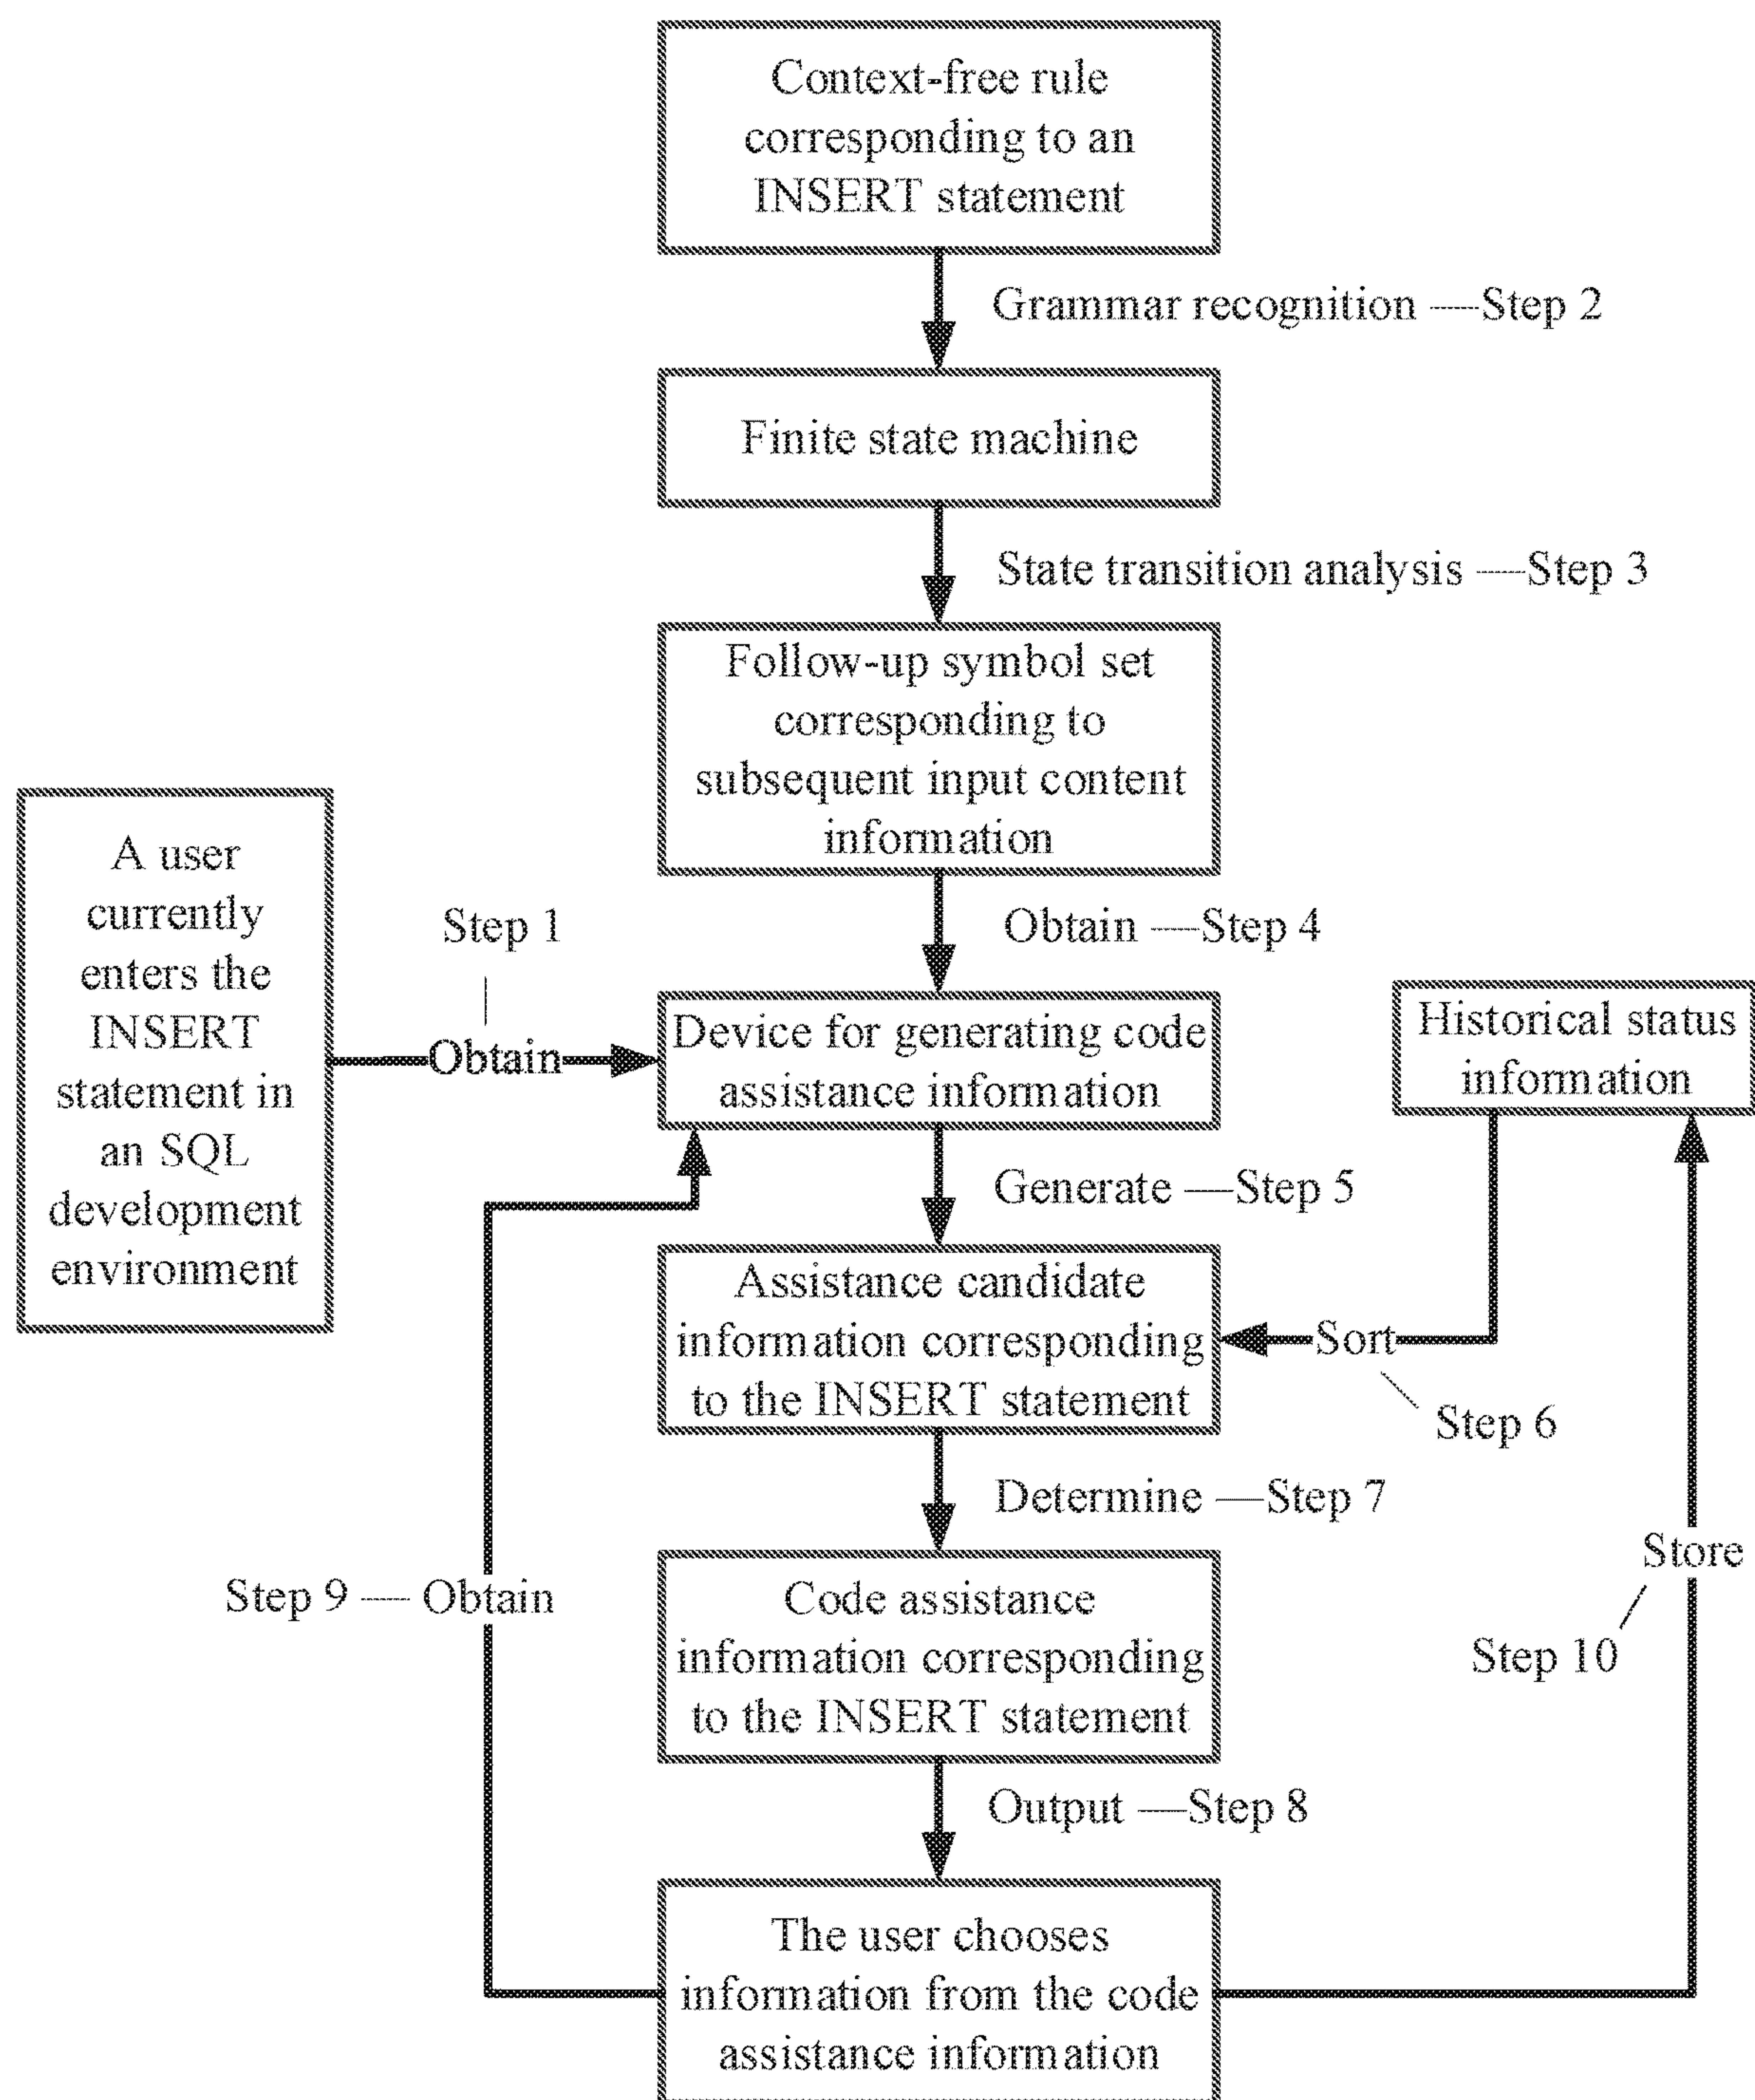 Context-free rule
corresponding to an
INSERT statement
Grammar recognition —Step 2
Finite state machine
State transition analysis —Step 3
Follow-up symbol set
corresponding to
subsequent input content
information
A user
currently
enters the
INSERT
statement in
an SQL
development
environment
Step 1
Obtain
Obtain —Step 4
Device for generating code
assistance information
Historical status
information
Generate —Step 5
Assistance candidate
information corresponding
to the INSERT statement
Sort
Step 6
Determine —Step 7
Step 9 — Obtain
Code assistance
information corresponding
to the INSERT statement
Store
Step 10
Output —Step 8
The user chooses
information from the code
assistance information